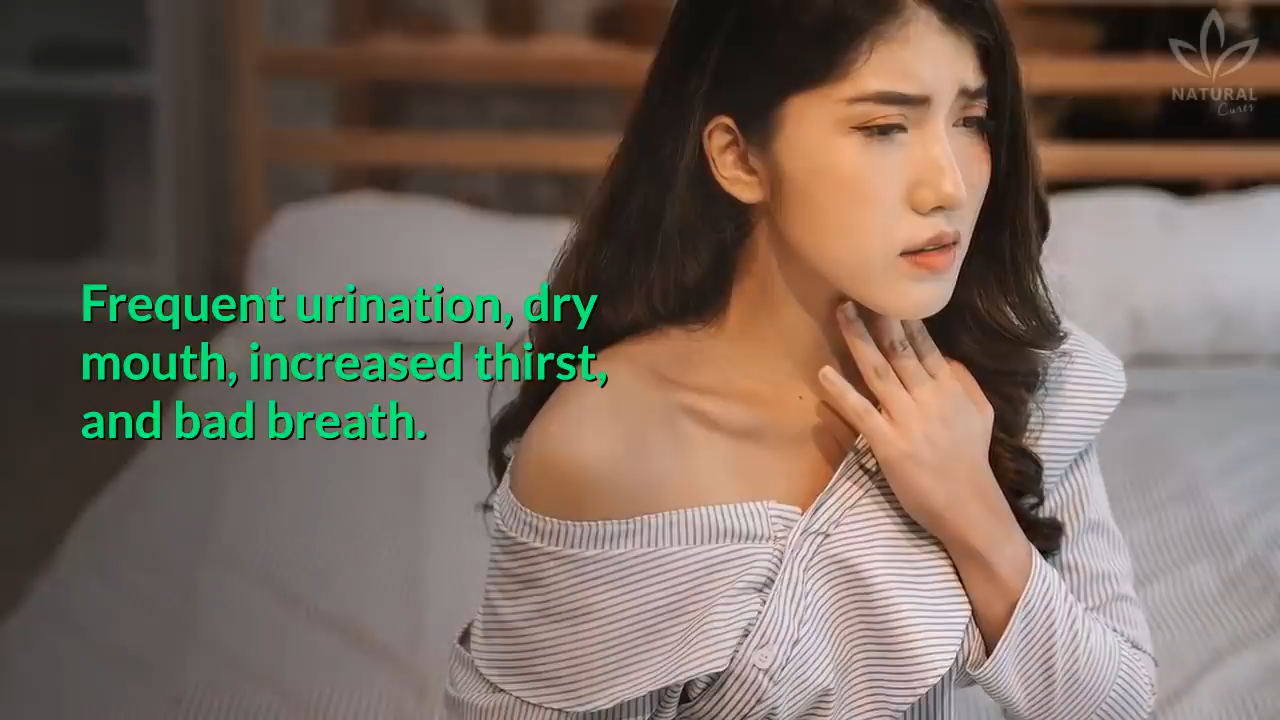 NATURAL
Cures
Frequent urination, dry
mouth, increased thirst,
and bad breath.